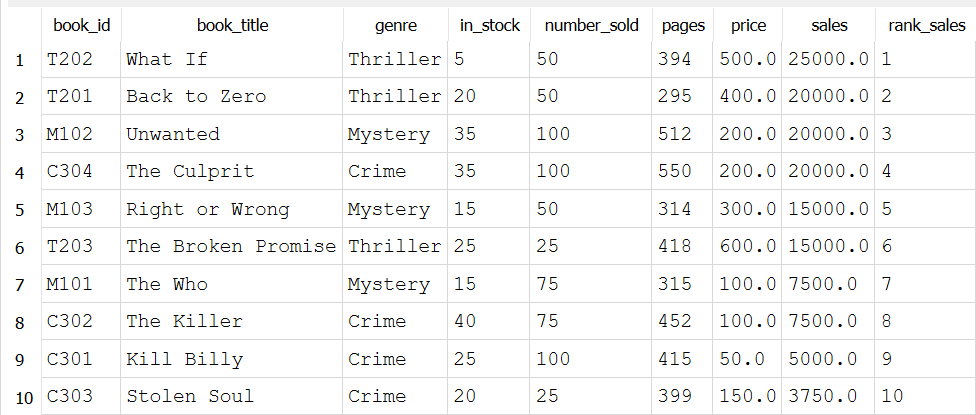 book_id book_title genre in_stock number_sold pages price sales rank_sales
1 T202 What If Thriller 5 50 394 500.0 25000.0 1
2 T201 Back to Zero Thriller 20 50 295 400.0 20000.0 2
3 M102 Unwanted Mystery 35 100 512 200.0 20000.0 3
4 C304 The Culprit Crime 35 100 550 200.0 20000.0 4
5 M103 Right or Wrong Mystery 15 50 314 300.0 15000.0 5
6 T203 The Broken Promise Thriller 25 25 418 600.0 15000.0 6
7 M101 The Who Mystery 15 75 315 100.0 7500.0 7
8 C302 The Killer Crime 40 75 452 100.0 7500.0 8
9 C301 Kill Billy Crime 25 100 415 50.0 5000.0 9
10 C303 Stolen Soul Crime 20 25 399 150.0 3750.0 10